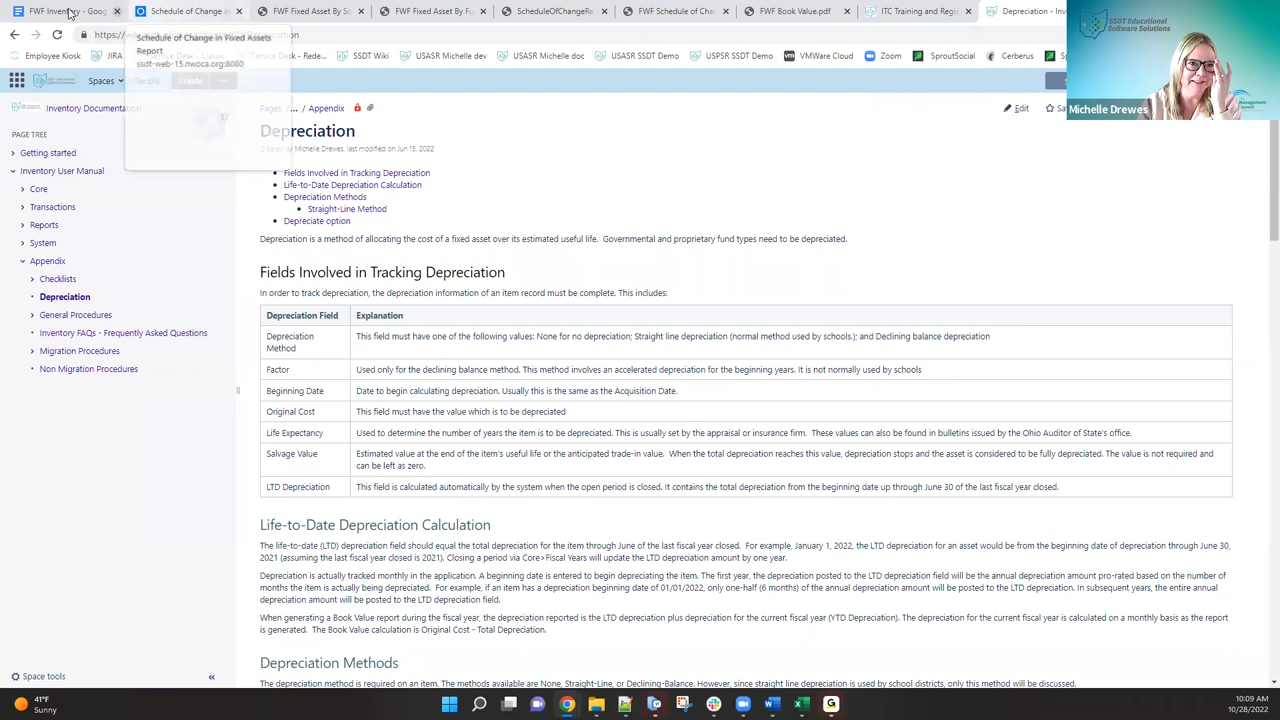 FWF Inventory - Goog
Schedule of Change in
FWF Fixed Asset By So
FWF Fixed Asset By Fu
ScheduleOfChangeRe
FWF Schedule of Cha
FWF Book Value.pdf
ITC Training and Regis
Depreciation - Inv
Schedule of Change in Fixed Assets
Report
ssdt-web-15.nwoca.org:8080
Employee Kiosk
JIRA
SSDT Wiki
USASR Michelle dev
USASR Michelle doc
USASR SSDT Demo
USPSR SSDT Demo
VMWare Cloud
Zoom
SproutSocial
Cerberus
Spaces
People
Create
SSDT Educational
Software Solutions
Management
Council
Michelle Drewes
Inventory Documentation
PAGE TREE
Getting started
Inventory User Manual
Core
Transactions
Reports
System
Appendix
Checklists
Depreciation
General Procedures
Inventory FAQs - Frequently Asked Questions
Migration Procedures
Non Migration Procedures
Space tools
Pages ... / Appendix
Edit
Depreciation
Created by Michelle Drewes, last modified on Jun 15, 2022
Fields Involved in Tracking Depreciation
Life-to-Date Depreciation Calculation
Depreciation Methods
Straight-Line Method
Depreciate option
Depreciation is a method of allocating the cost of a fixed asset over its estimated useful life. Governmental and proprietary fund types need to be depreciated.
Fields Involved in Tracking Depreciation
In order to track depreciation, the depreciation information of an item record must be complete. This includes:
Depreciation Field Explanation
Depreciation Method This field must have one of the following values: None for no depreciation; Straight line depreciation (normal method used by schools.); and Declining balance depreciation
Factor Used only for the declining balance method. This method involves an accelerated depreciation for the beginning years. It is not normally used by schools
Beginning Date Date to begin calculating depreciation. Usually this is the same as the Acquisition Date.
Original Cost This field must have the value which is to be depreciated
Life Expectancy Used to determine the number of years the item is to be depreciated. This is usually set by the appraisal or insurance firm. These values can also be found in bulletins issued by the Ohio Auditor of State's office.
Salvage Value Estimated value at the end of the item's useful life or the anticipated trade-in value. When the total depreciation reaches this value, depreciation stops and the asset is considered to be fully depreciated. The value is not required and
can be left as zero.
LTD Depreciation This field is calculated automatically by the system when the open period is closed. It contains the total depreciation from the beginning date up through June 30 of the last fiscal year closed.
Life-to-Date Depreciation Calculation
The life-to-date (LTD) depreciation field should equal the total depreciation for the item through June of the last fiscal year closed. For example, January 1, 2022, the LTD depreciation for an asset would be from the beginning date of depreciation through June 30,
2021 (assuming the last fiscal year closed is 2021). Closing a period via Core>Fiscal Years will update the LTD depreciation amount by one year.
Depreciation is actually tracked monthly in the application. A beginning date is entered to begin depreciating the item. The first year, the depreciation posted to the LTD depreciation field will be the annual depreciation amount pro-rated based on the number of
months the item is actually being depreciated. For example, if an item has a depreciation beginning date of 01/01/2022, only one-half (6 months) of the annual depreciation amount will be posted to the LTD depreciation. In subsequent years, the entire annual
depreciation amount will be posted to the LTD depreciation field.
When generating a Book Value report during the fiscal year, the depreciation reported is the LTD depreciation plus depreciation for the current fiscal year (YTD Depreciation). The depreciation for the current fiscal year is calculated on a monthly basis as the report
is generated. The Book Value calculation is Original Cost - Total Depreciation.
Depreciation Methods
The depreciation method is required on an item. The methods available are None, Straight-Line, or Declining-Balance. However, since straight line depreciation is used by school districts, only this method will be discussed.
41°F
Sunny
10:09 AM
10/28/2022